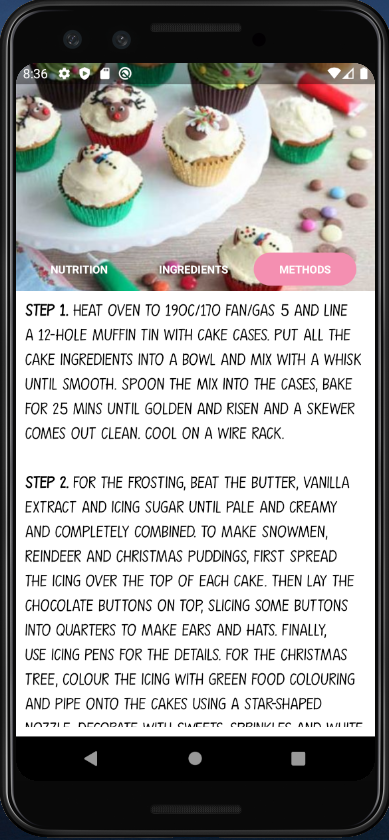 8:36
NUTRITION INGREDIENTS METHODS
STEP 1. HEAT OVEN TO 190C/170 FAN/GAS 5 AND LINE
A 12-HOLE MUFFIN TIN WITH CAKE CASES. PUT ALL THE
CAKE INGREDIENTS INTO A BOWL AND MIX WITH A WHISK
UNTIL SMOOTH. SPOON THE MIX INTO THE CASES, BAKE
FOR 25 MINS UNTIL GOLDEN AND RISEN AND A SKEWER
COMES OUT CLEAN. COOL ON A WIRE RACK.
STEP 2. FOR THE FROSTING, BEAT THE BUTTER, VANILLA
EXTRACT AND ICING SUGAR UNTIL PALE AND CREAMY
AND COMPLETELY COMBINED. TO MAKE SNOWMEN,
REINDEER AND CHRISTMAS PUDDINGS, FIRST SPREAD
THE ICING OVER THE TOP OF EACH CAKE. THEN LAY THE
CHOCOLATE BUTTONS ON TOP, SLICING SOME BUTTONS
INTO QUARTERS TO MAKE EARS AND HATS. FINALLY,
USE ICING PENS FOR THE DETAILS. FOR THE CHRISTMAS
TREE, COLOUR THE ICING WITH GREEN FOOD COLOURING
AND PIPE ONTO THE CAKES USING A STAR-SHAPED
NOZZLE. DECORATE WITH SWEETS, SPRINKLES AND WHITE